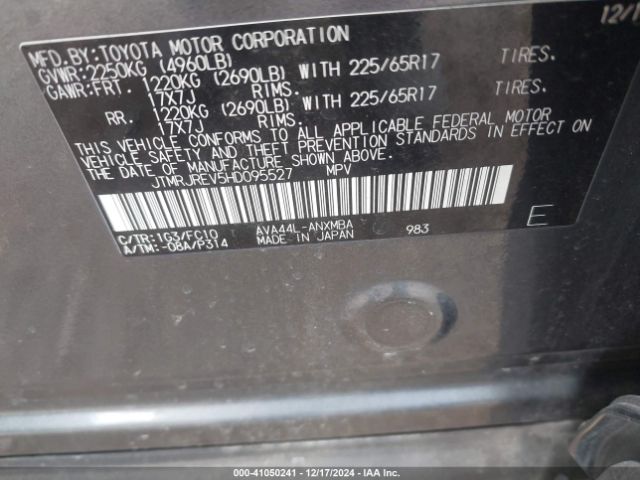 12/1
MFD.BY:TOYOTA MOTOR CORPORATION
GVWR:2250KG (4960LB)
GAWR:FRT. 1220KG (2690LB) WITH 225/65R17 TIRES.
17X7J RIMS.
RR. 1220KG (2690LB) WITH 225/65R17 TIRES.
17X7J RIMS.
THIS VEHICLE CONFORMS TO ALL APPLICABLE FEDERAL MOTOR
VEHICLE SAFETY AND THEFT PREVENTION STANDARDS IN EFFECT ON
THE DATE OF MANUFACTURE SHOWN ABOVE.
JTMRJREV5HD095527 MPV
C/TR:1G3/FC10 AVA44L-ANXMBA 983
A/TM:-08A/P314 MADE IN JAPAN
E
000-41050241 - 12/17/2024 - IAA Inc.